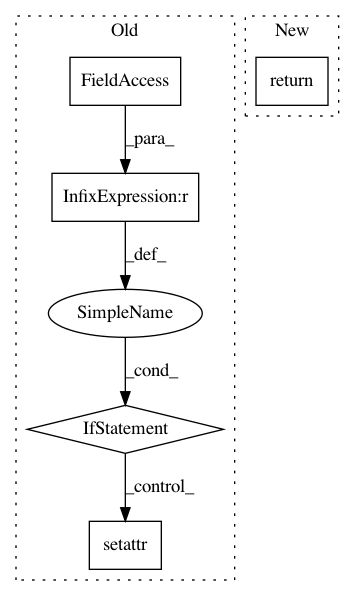 Old
New
FieldAccess
return
_para_
InfixExpression:r
_def_
SimpleName
_cond_
IfStatement
_control_
setattr